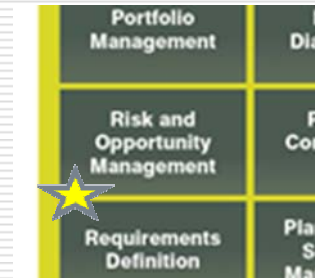 Portfolio
Management
Risk and
Opportunity
Management
Requirements
Definition